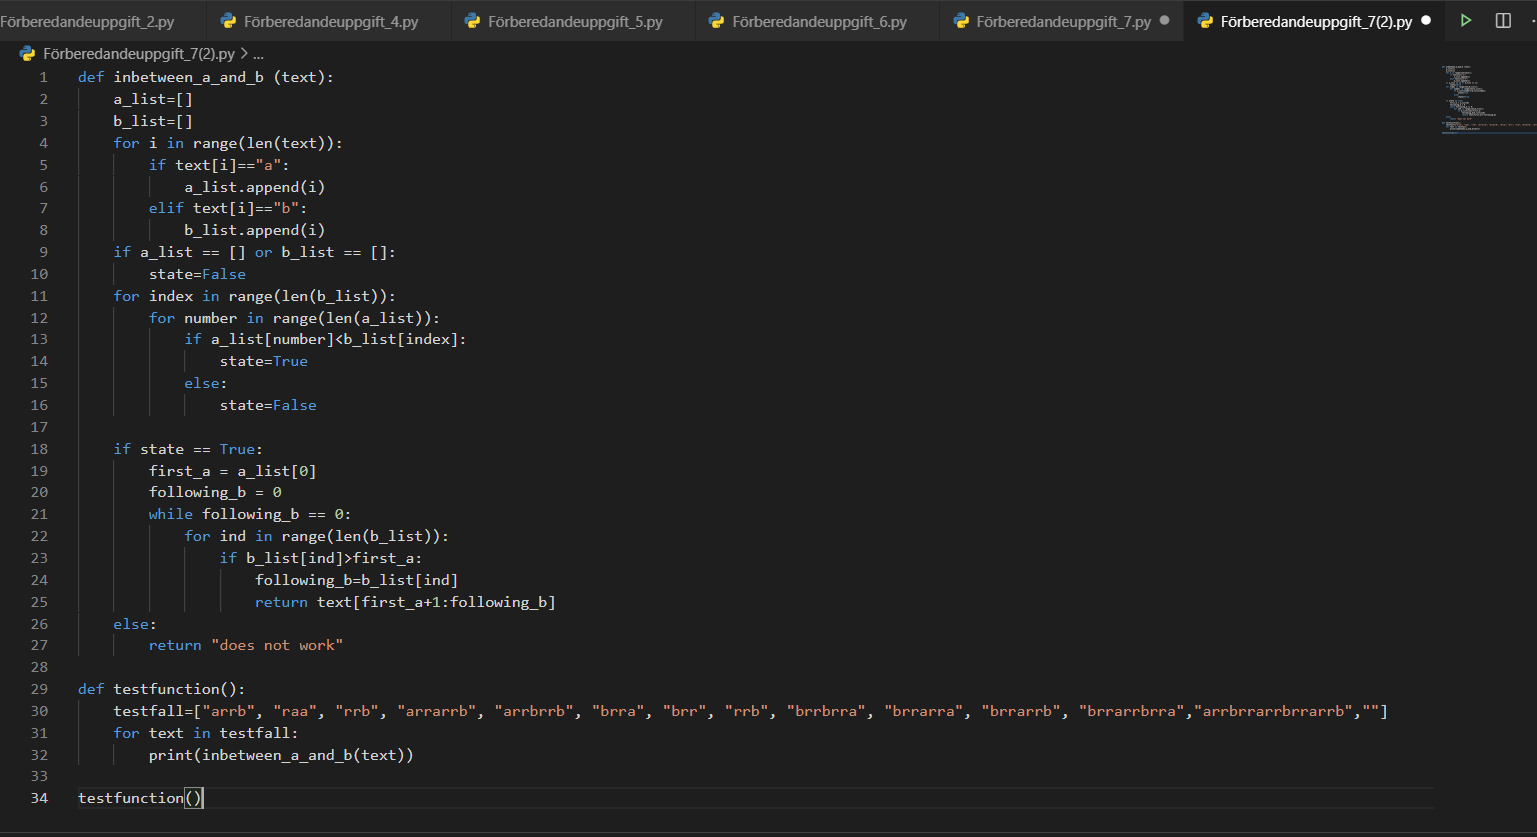 Förberedandeuppgift_2.py Förberedandeuppgift_4.py Förberedandeuppgift_5.py Förberedandeuppgift_6.py Förberedandeuppgift_7.py Förberedandeuppgift_7(2).py
Förberedandeuppgift_7(2).py > ...
1 def inbetween_a_and_b (text):
2     a_list=[]
3     b_list=[]
4     for i in range(len(text)):
5         if text[i]=="a":
6             a_list.append(i)
7         elif text[i]=="b":
8             b_list.append(i)
9     if a_list == [] or b_list == []:
10         state=False
11     for index in range(len(b_list)):
12         for number in range(len(a_list)):
13             if a_list[number]<b_list[index]:
14                 state=True
15             else:
16                 state=False
17
18     if state == True:
19         first_a = a_list[0]
20         following_b = 0
21         while following_b == 0:
22             for ind in range(len(b_list)):
23                 if b_list[ind]>first_a:
24                     following_b=b_list[ind]
25                     return text[first_a+1:following_b]
26     else:
27         return "does not work"
28
29 def testfunction():
30     testfall=["arrb", "raa", "rrb", "arrarrb", "arrbrrb", "brra", "brr", "rrb", "brrbrra", "brrarra", "brrarrb", "brrarrbrra","arrbrrarrbrrarrb",""]
31     for text in testfall:
32         print(inbetween_a_and_b(text))
33
34 testfunction()